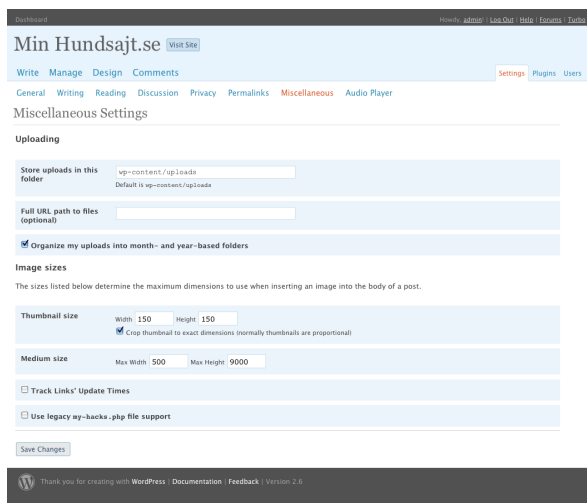 Dashboard
Howdy, admin! | Log Out | Help | Forums | Turbo
Min Hundsajt.se Visit Site
Write Manage Design Comments
Settings Plugins Users
General Writing Reading Discussion Privacy Permalinks Miscellaneous Audio Player
Miscellaneous Settings
Uploading
Store uploads in this
folder
wp-content/uploads
Default is wp-content/uploads
Full URL path to files
(optional)
Organize my uploads into month- and year-based folders
Image sizes
The sizes listed below determine the maximum dimensions to use when inserting an image into the body of a post.
Thumbnail size
Width 150 Height 150
Crop thumbnail to exact dimensions (normally thumbnails are proportional)
Medium size
Max Width 500 Max Height 9000
Track Links' Update Times
Use legacy my-hacks.php file support
Save Changes
Thank you for creating with WordPress | Documentation | Feedback | Version 2.6